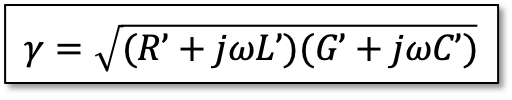 γ = √(R’ + jωL’)(G’ + jωC’)